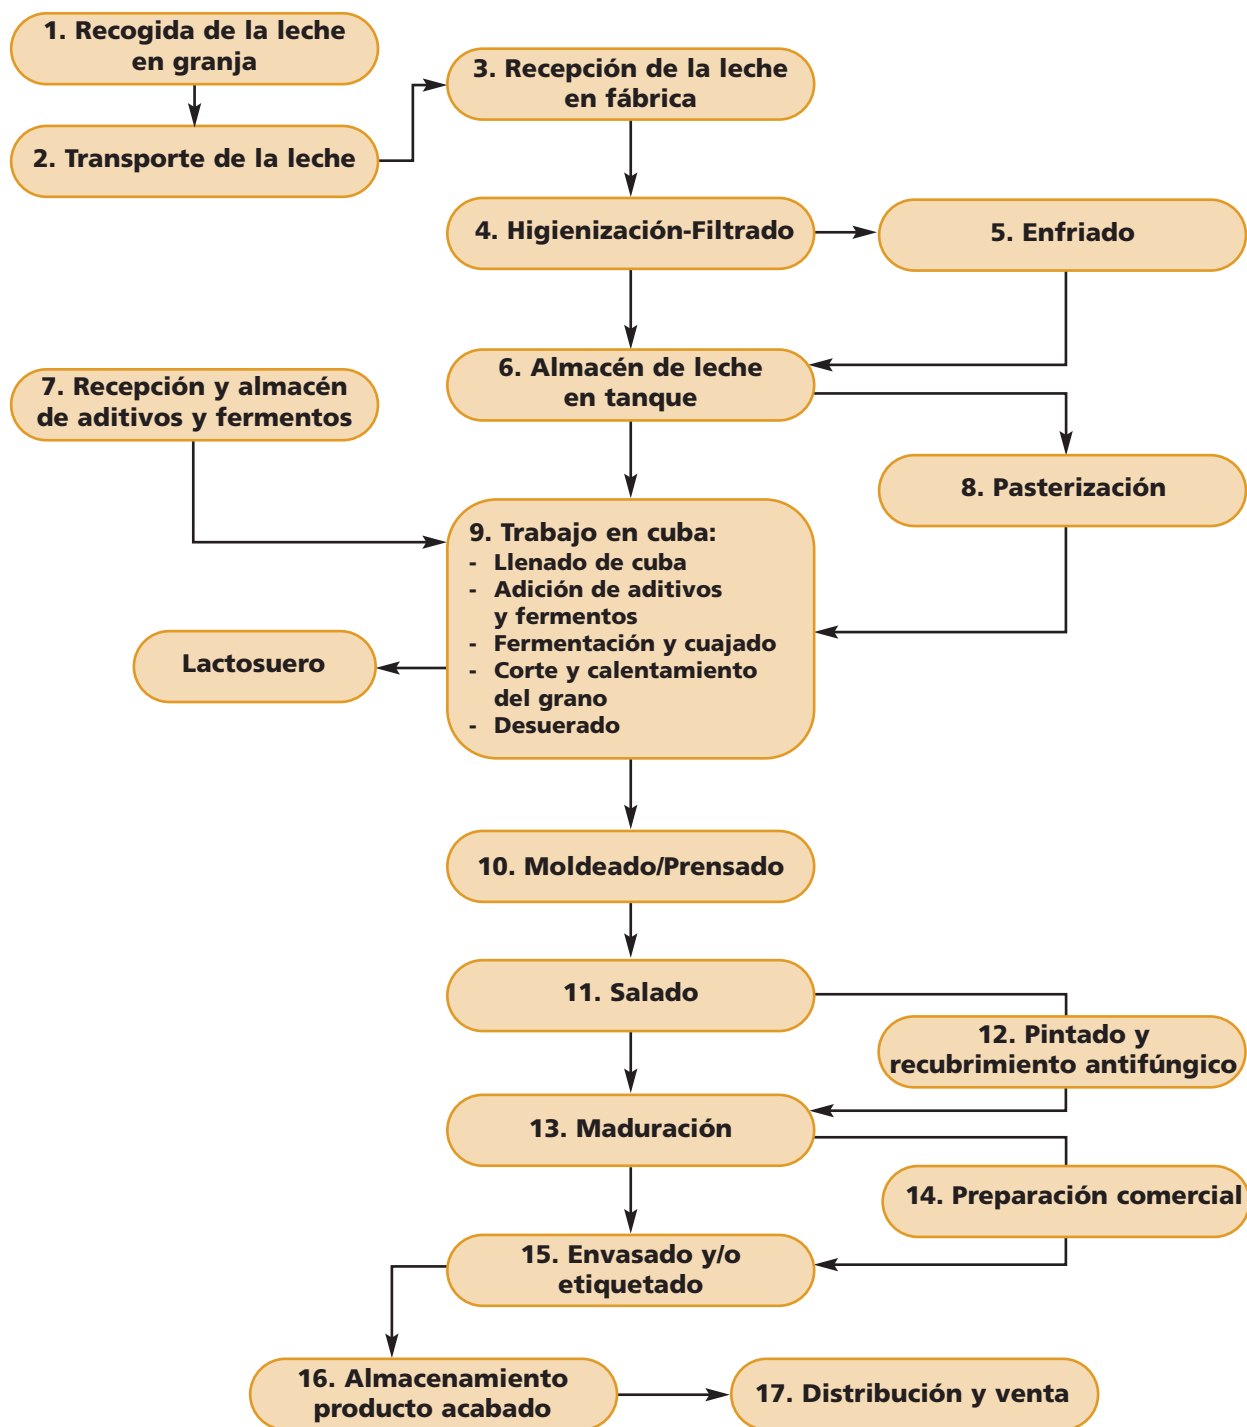 1. Recogida de la leche
en granja
2. Transporte de la leche
3. Recepción de la leche
en fábrica
4. Higienización-Filtrado
5. Enfriado
6. Almacén de leche
en tanque
7. Recepción y almacén
de aditivos y fermentos
8. Pasterización
9. Trabajo en cuba:
- Llenado de cuba
- Adición de aditivos
y fermentos
- Fermentación y cuajado
- Corte y calentamiento
del grano
- Desuerado
Lactosuero
10. Moldeado/Prensado
11. Salado
12. Pintado y
recubrimiento antifúngico
13. Maduración
14. Preparación comercial
15. Envasado y/o
etiquetado
16. Almacenamiento
producto acabado
17. Distribución y venta